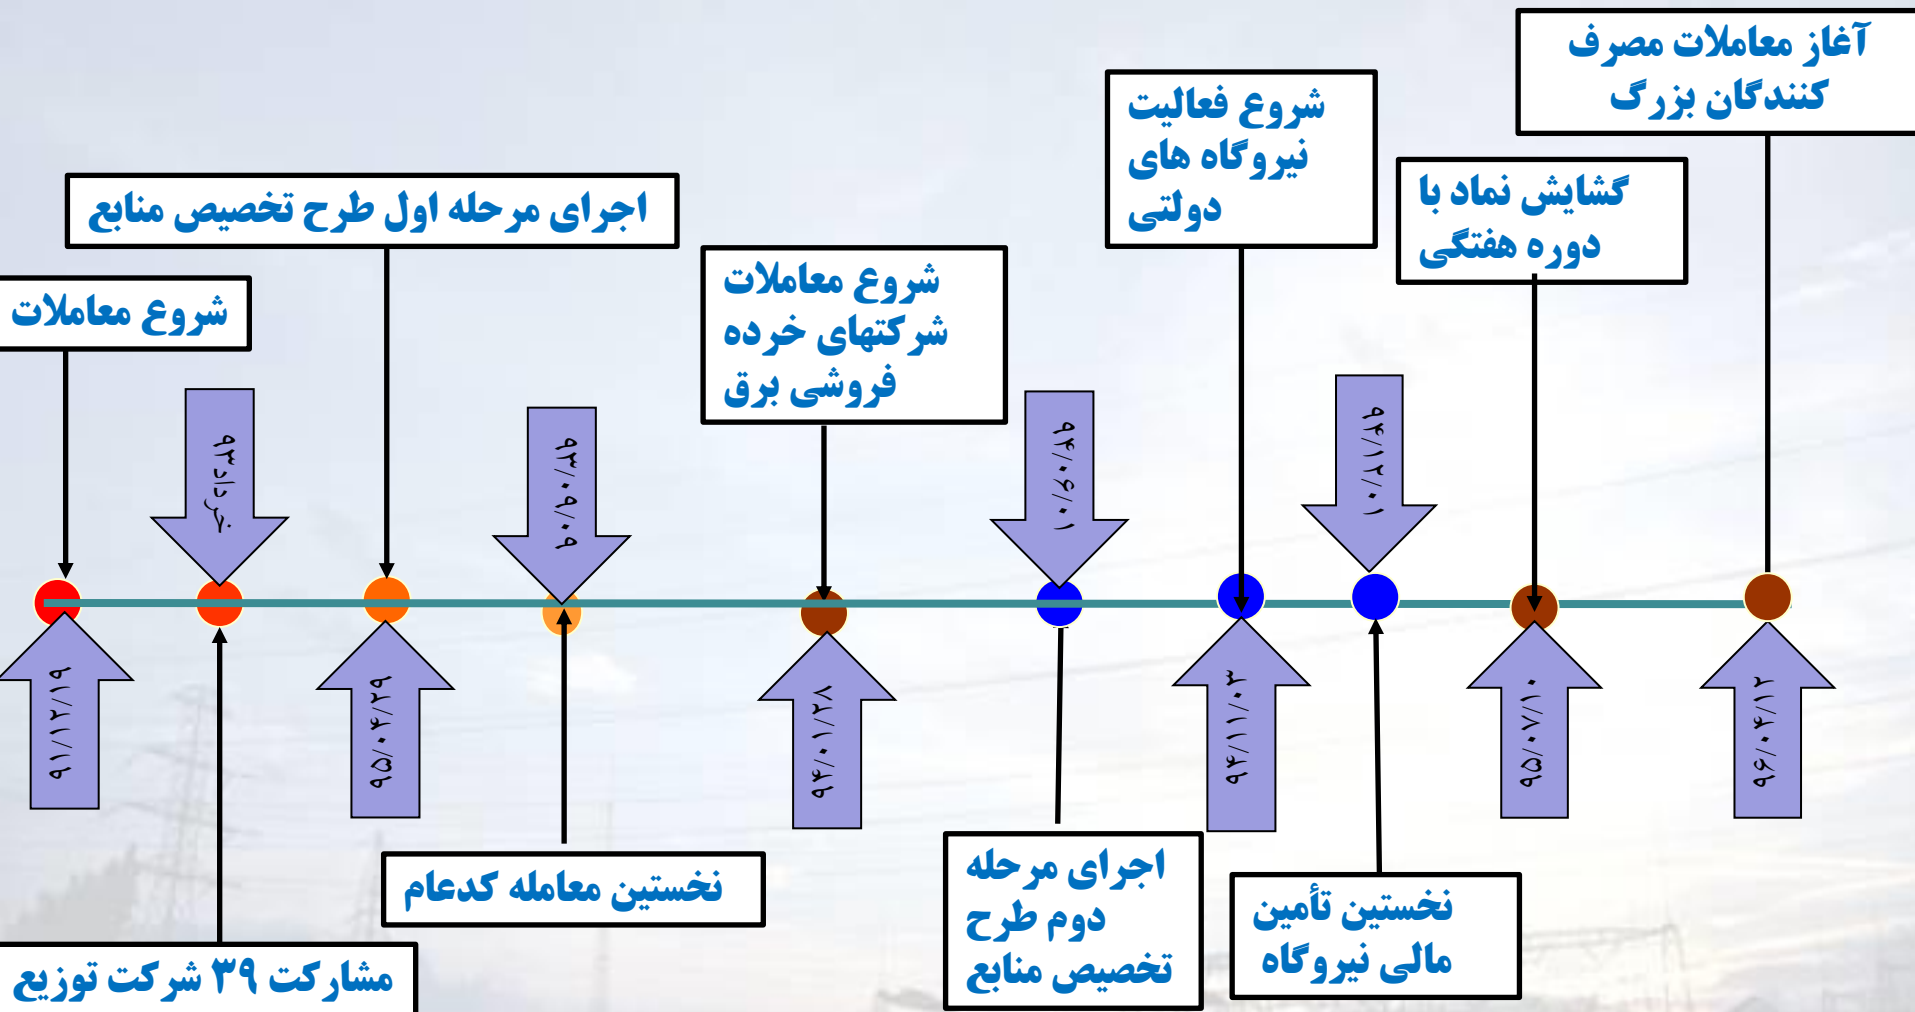 آغاز معاملات مصرف
کنندگان بزرگ
شروع فعالیت
نیروگاه های
دولتی
گشایش نماد با
دوره هفتگی
اجرای مرحله اول طرح تخصیص منابع
شروع معاملات
شرکتهای خرده
فروشی برق
شروع معاملات
خرداد۹۳
۹۳/۰۹/۰۹
۹۴/۰۶/۰۱
۹۴/۱۲/۰۱
۹۱/۱۲/۱۹
۹۵/۰۴/۲۹
۹۴/۰۱/۲۸
۹۴/۱۱/۰۳
۹۵/۰۷/۱۰
۹۶/۰۴/۱۲
نخستین معامله کدعام
اجرای مرحله
دوم طرح
تخصیص منابع
نخستین تأمین
مالی نیروگاه
مشارکت ۳۹ شرکت توزیع